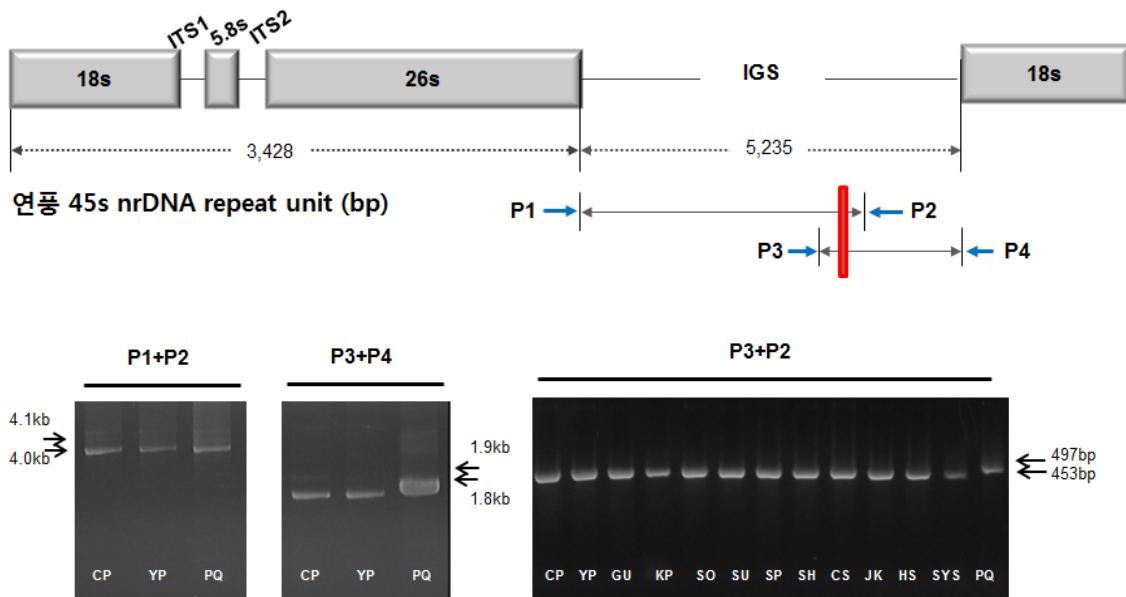 ITS1 5.8s ITS2
18s 26s IGS 18s
3,428 5,235
연풍 45s nrDNA repeat unit (bp)
P1 P2
P3 P4
P1+P2 P3+P4 P3+P2
4.1kb
4.0kb
1.9kb
1.8kb
497bp
453bp
CP YP PQ
CP YP PQ
CP YP GU KP SO SU SP SH CS JK HS SYS PQ